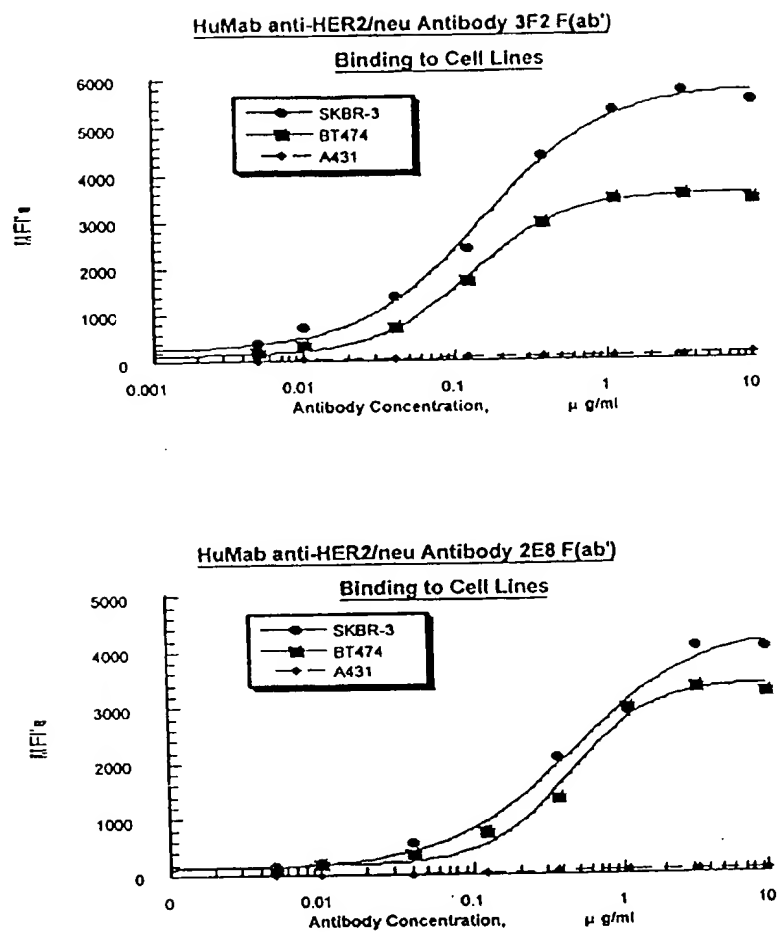 HuMab anti-HER2/neu Antibody 3F2 F(ab')
Binding to Cell Lines
6000
SKBR-3
5000
BT474
A431
4000
MFI's
3000
2000
1000
0
0.001
0.01
0.1
1
10
Antibody Concentration, μ g/ml
HuMab anti-HER2/neu Antibody 2E8 F(ab')
Binding to Cell Lines
5000
SKBR-3
BT474
4000
A431
3000
MFI's
2000
1000
0
0
0.01
0.1
1
10
Antibody Concentration, μ g/ml